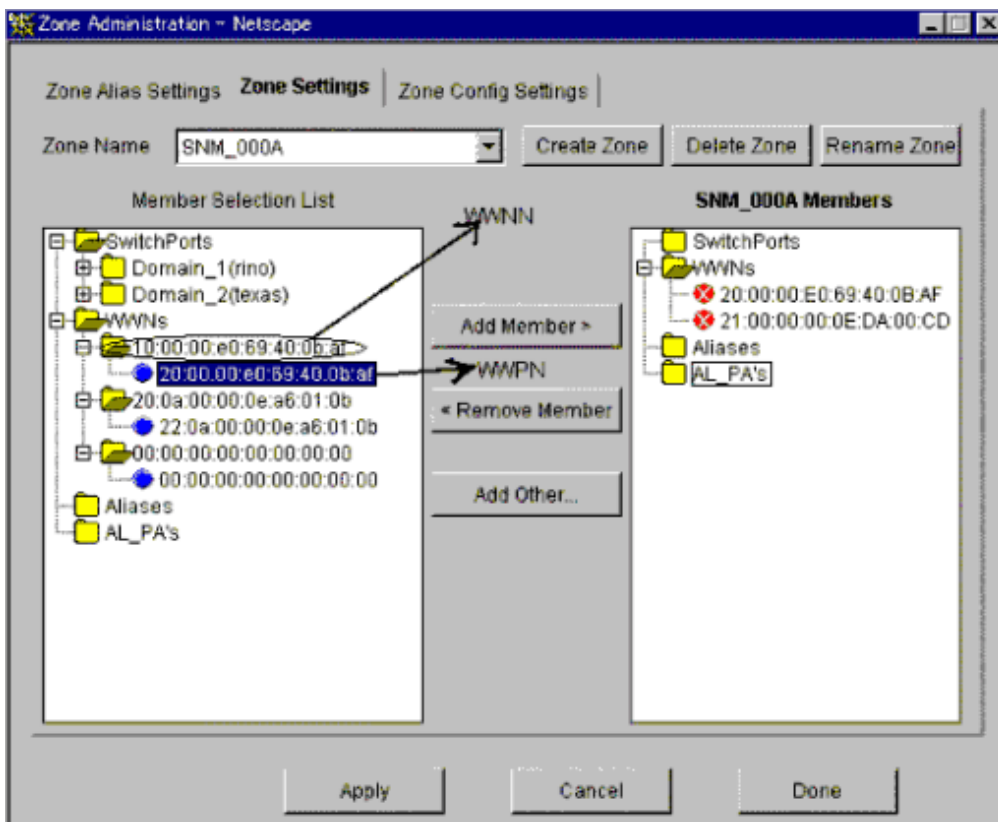 Zone Administration - Netscape
Zone Alias Settings Zone Settings Zone Config Settings
Zone Name SNM_000A Create Zone Delete Zone Rename Zone
Member Selection List
WWNN
SNM_000A Members
SwitchPorts
Domain_1(rino)
Domain_2(texas)
WWNs
10:00:00:e0:69:40:0b:af
20:00:00:e0:69:40:0b:af
20:0a:00:00:0e:a6:01:0b
22:0a:00:00:0e:a6:01:0b
00:00:00:00:00:00:00:00
00:00:00:00:00:00:00:00
Aliases
AL_PA's
Add Member >
WWPN
< Remove Member
Add Other...
SwitchPorts
WWNs
20:00:00:E0:69:40:0B:AF
21:00:00:00:0E:DA:00:CD
Aliases
AL_PA's
Apply Cancel Done